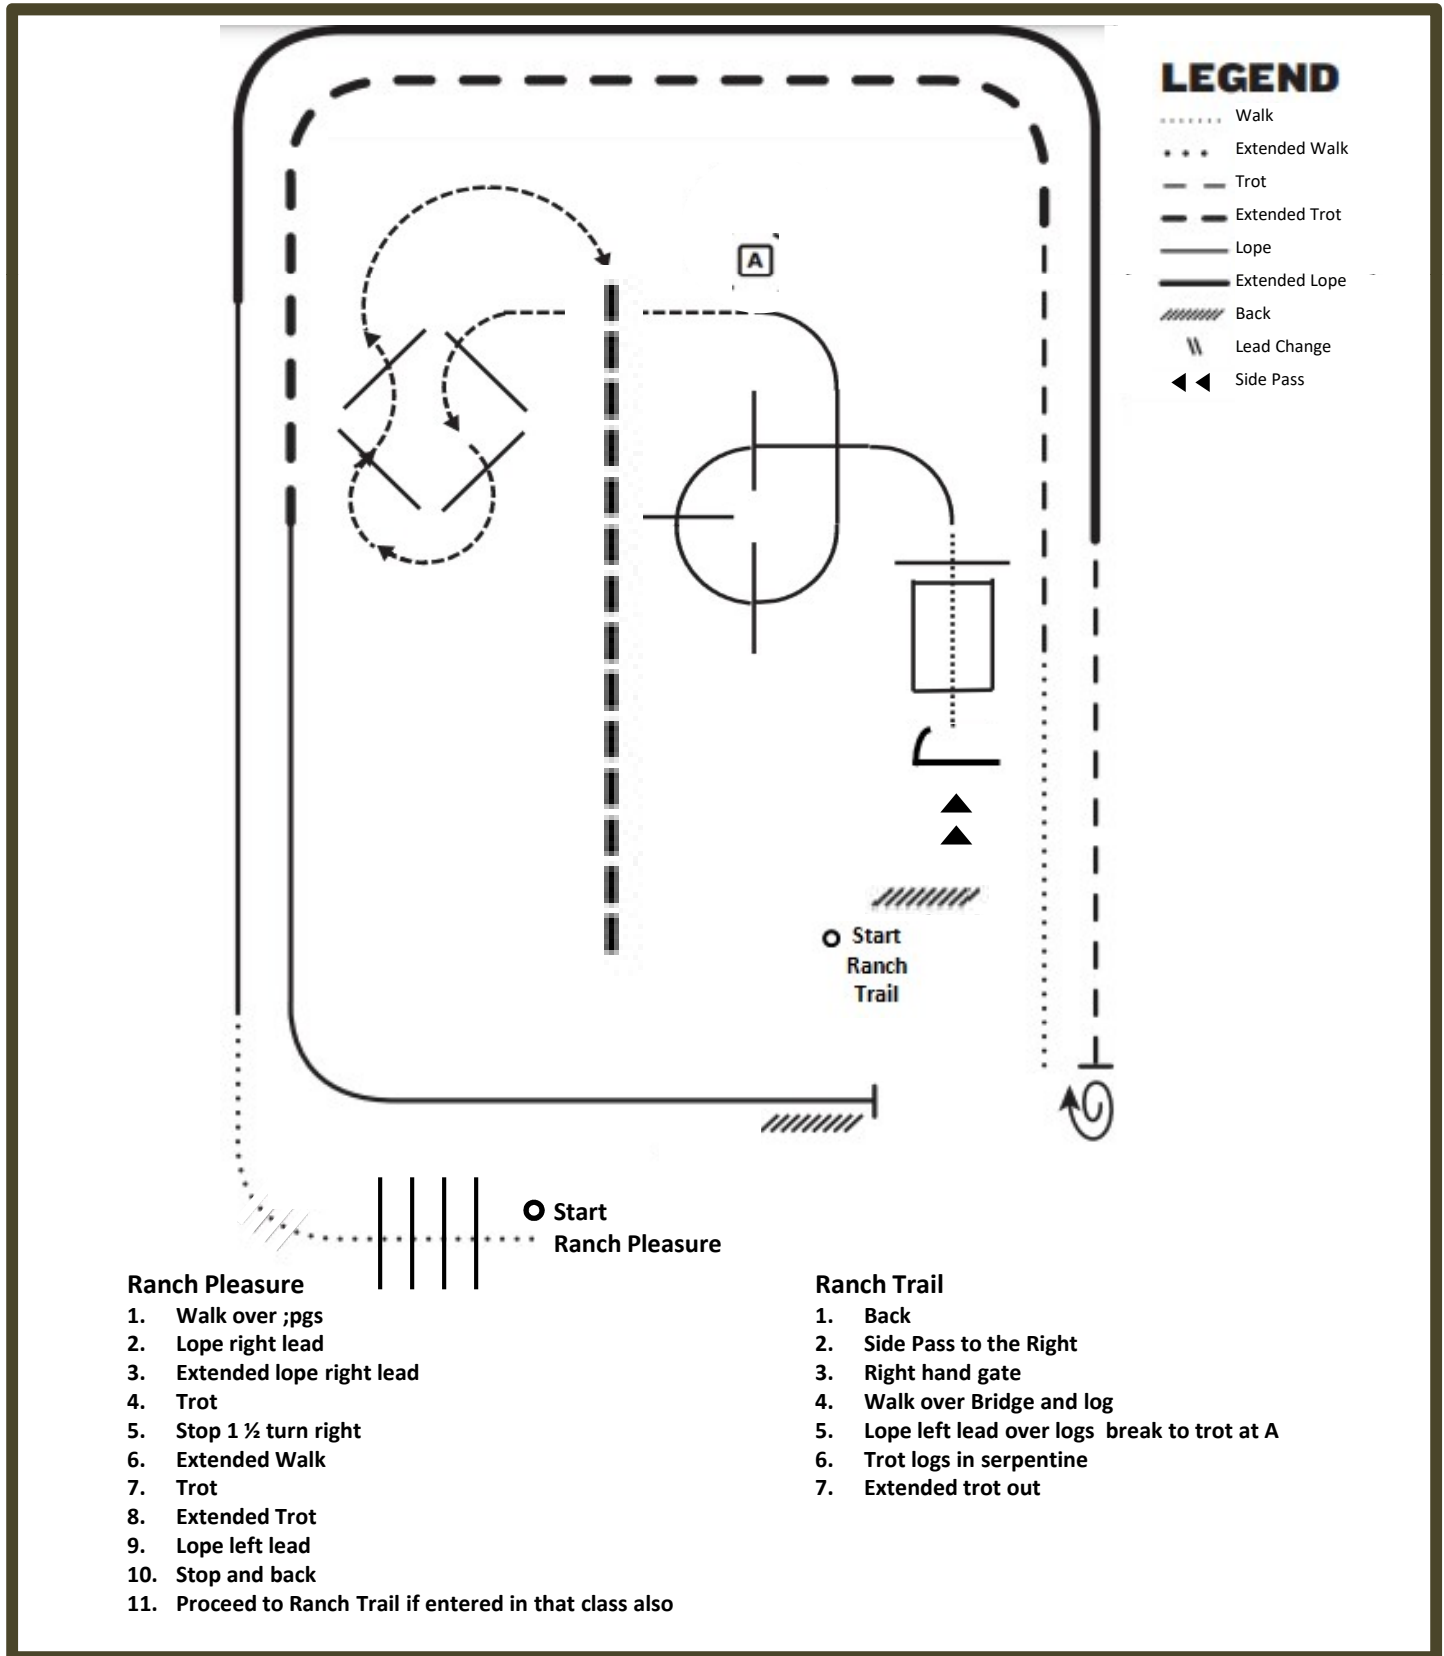 LEGEND
Walk
Extended Walk
Trot
Extended Trot
Lope
Extended Lope
Back
Lead Change
Side Pass
A
Start
Ranch
Trail
Start
Ranch Pleasure
Ranch Pleasure
1. Walk over ;pgs
2. Lope right lead
3. Extended lope right lead
4. Trot
5. Stop 1 ½ turn right
6. Extended Walk
7. Trot
8. Extended Trot
9. Lope left lead
10. Stop and back
11. Proceed to Ranch Trail if entered in that class also
Ranch Trail
1. Back
2. Side Pass to the Right
3. Right hand gate
4. Walk over Bridge and log
5. Lope left lead over logs break to trot at A
6. Trot logs in serpentine
7. Extended trot out